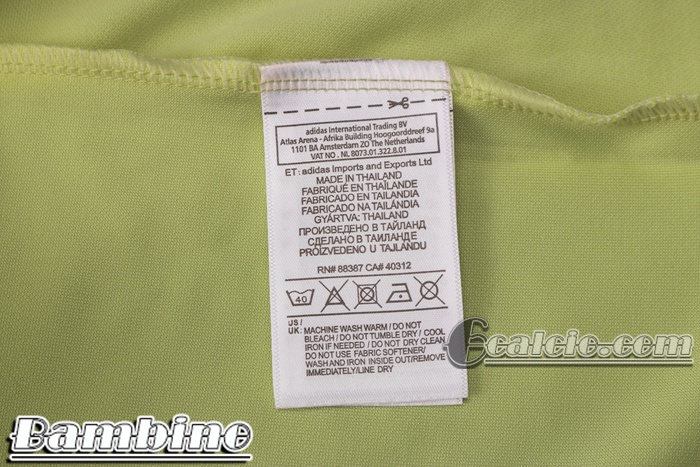 adidas International Trading BV
Atlas Arena - Afrika Building Hoogoorddreef 9a
1101 BA Amsterdam ZO The Netherlands
VAT NO . NL 8073.01.322.8.01
ET: adidas Imports and Exports Ltd
MADE IN THAILAND
FABRIQUÉ EN THAÏLANDE
FABRICADO EN TAILANDIA
FABRICADO NA TAILÂNDIA
GYÁRTVA: THAILAND
ПРОИЗВЕДЕНО В ТАЙЛАНД
СДЕЛАНО В ТАИЛАНДЕ
PROIZVEDENO U TAJLANDU
RN# 88387 CA# 40312
40
US /
UK: MACHINE WASH WARM / DO NOT
BLEACH / DO NOT TUMBLE DRY / COOL
IRON IF NEEDED / DO NOT DRY CLEAN
/DO NOT USE FABRIC SOFTENER/
WASH AND IRON INSIDE OUT/REMOVE
IMMEDIATELY/LINE DRY
6calcie.com
Bambine